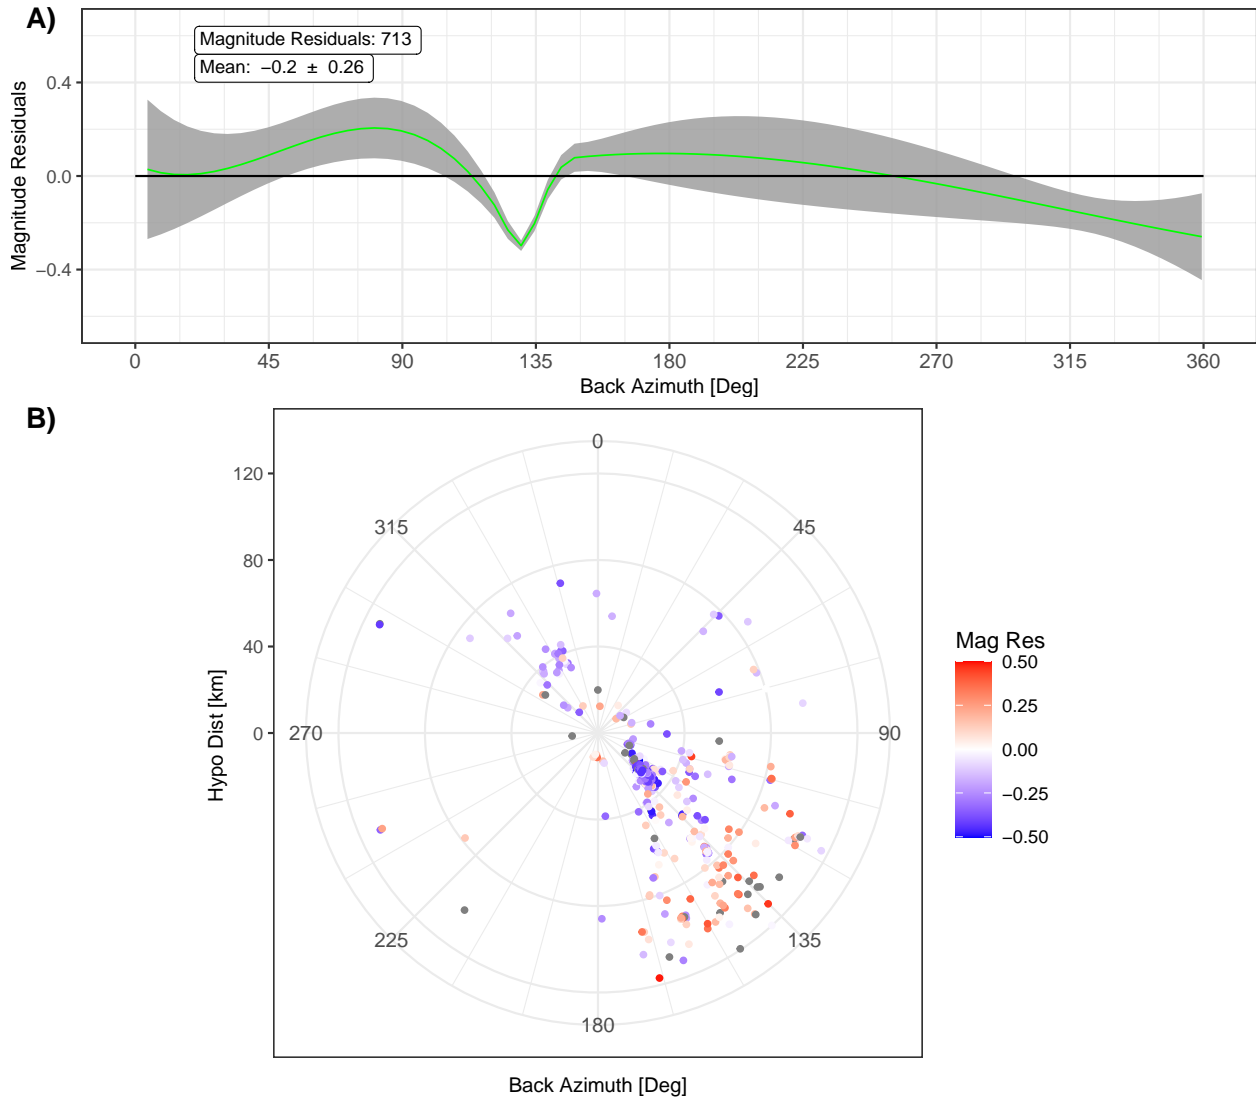 A)
Magnitude Residuals: 713
Mean: −0.2 ± 0.26
Magnitude Residuals
0.4
0.0
−0.4
0 45 90 135 180 225 270 315 360
Back Azimuth [Deg]
B)
Hypo Dist [km]
120
80
40
0
0
45
90
135
180
225
270
315
Back Azimuth [Deg]
Mag Res
0.50
0.25
0.00
−0.25
−0.50